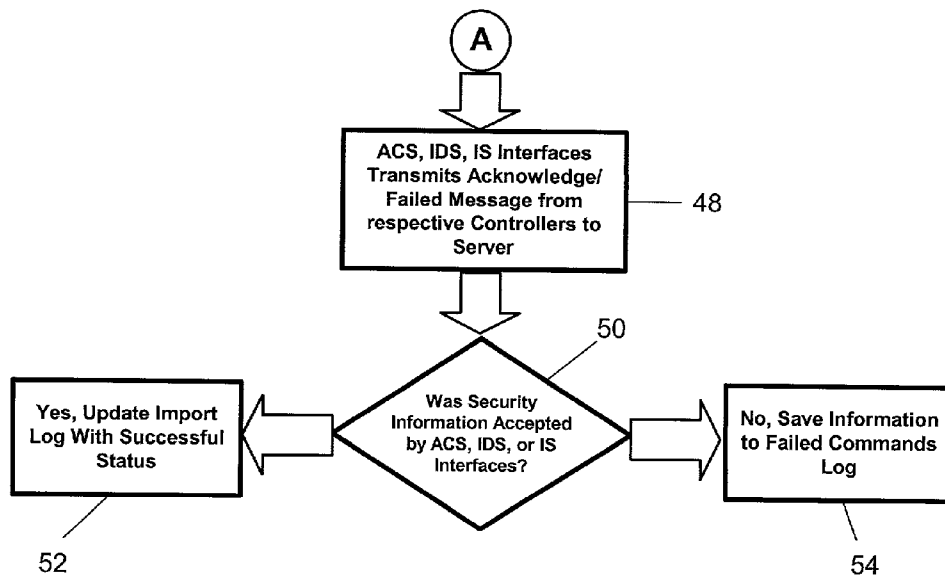 A
ACS, IDS, IS Interfaces
Transmits Acknowledge/
Failed Message from
respective Controllers to
Server
48
50
Was Security
Information Accepted
by ACS, IDS, or IS
Interfaces?
Yes, Update Import
Log With Successful
Status
52
No, Save Information
to Failed Commands
Log
54